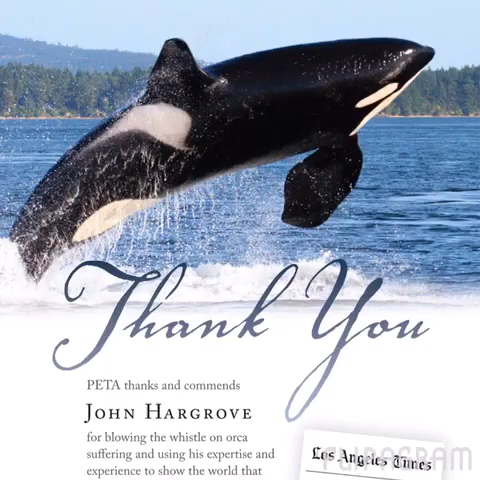 Thank You
PETA thanks and commends
JOHN HARGROVE
for blowing the whistle on orca
suffering and using his expertise and
experience to show the world that
Los Angeles Times
FLIPAGRAM